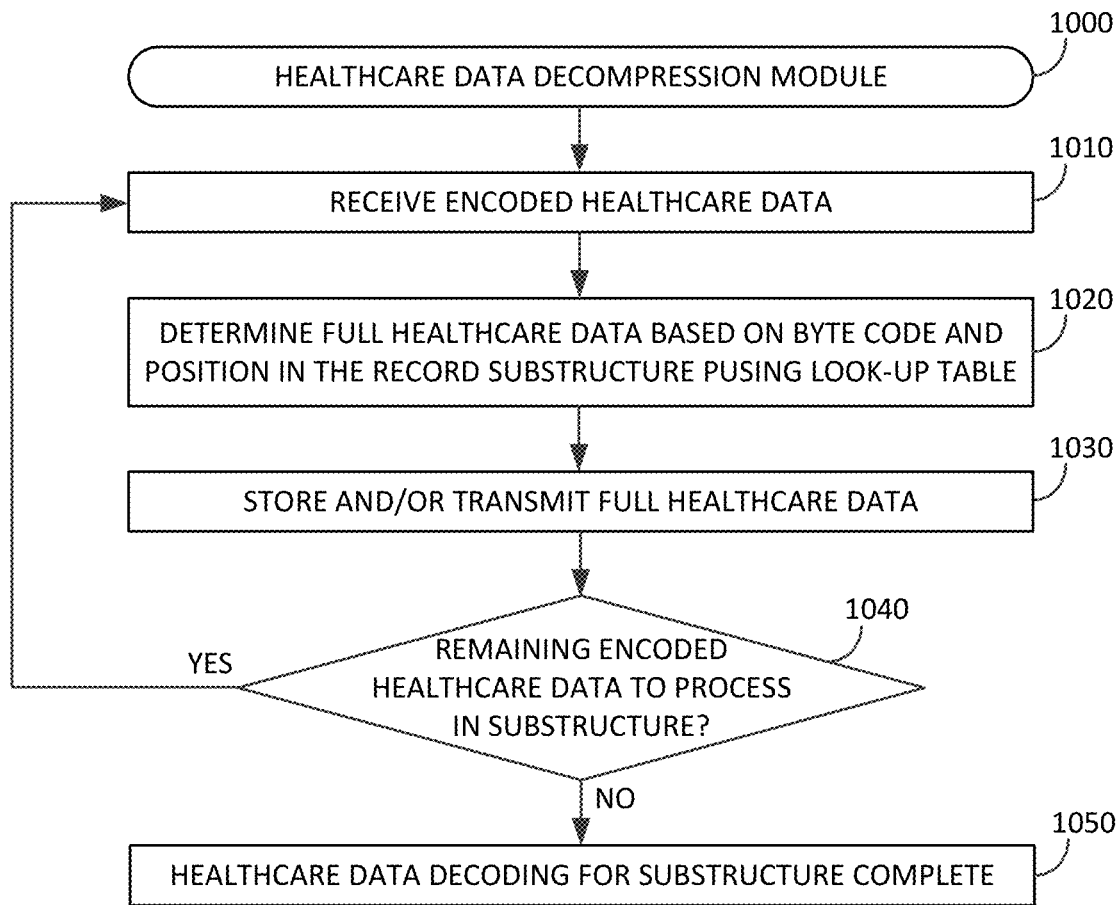 1000
HEALTHCARE DATA DECOMPRESSION MODULE
1010
RECEIVE ENCODED HEALTHCARE DATA
1020
DETERMINE FULL HEALTHCARE DATA BASED ON BYTE CODE AND
POSITION IN THE RECORD SUBSTRUCTURE PUSING LOOK-UP TABLE
1030
STORE AND/OR TRANSMIT FULL HEALTHCARE DATA
1040
YES
REMAINING ENCODED
HEALTHCARE DATA TO PROCESS
IN SUBSTRUCTURE?
NO
1050
HEALTHCARE DATA DECODING FOR SUBSTRUCTURE COMPLETE